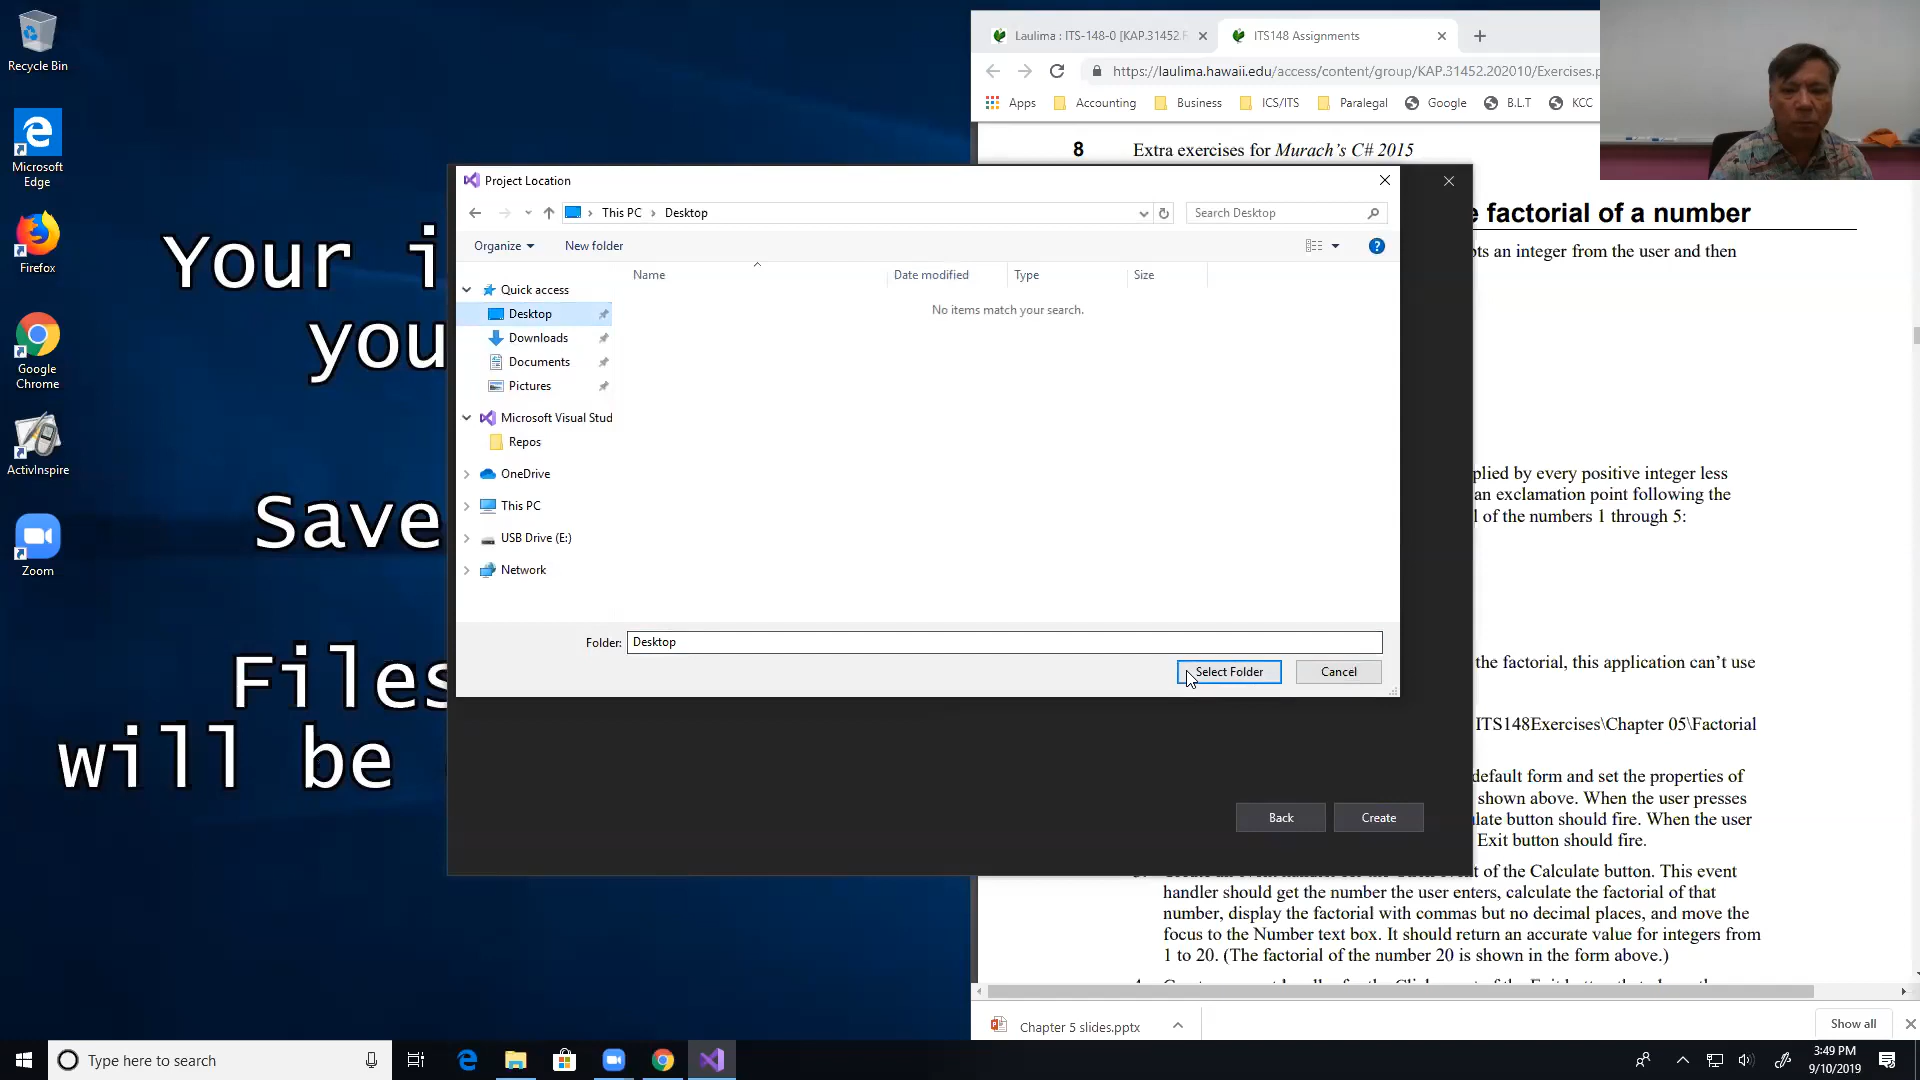 Recycle Bin
Microsoft
Edge
Firefox
Google
Chrome
ActivInspire
Zoom
Your i
you
Save
Files
will be
Laulima : ITS-148-0 [KAP.31452.F
ITS148 Assignments
https://laulima.hawaii.edu/access/content/group/KAP.31452.202010/Exercises.p
Apps
Accounting
Business
ICS/ITS
Paralegal
Google
B.L.T
KCC
8 Extra exercises for Murach's C# 2015
factorial of a number
ts an integer from the user and then
plied by every positive integer less
an exclamation point following the
l of the numbers 1 through 5:
the factorial, this application can't use
ITS148Exercises\Chapter 05\Factorial
default form and set the properties of
shown above. When the user presses
late button should fire. When the user
Exit button should fire.
t of the Calculate button. This event
handler should get the number the user enters, calculate the factorial of that
number, display the factorial with commas but no decimal places, and move the
focus to the Number text box. It should return an accurate value for integers from
1 to 20. (The factorial of the number 20 is shown in the form above.)
Project Location
This PC
Desktop
Search Desktop
Organize
New folder
Name
Date modified
Type
Size
No items match your search.
Quick access
Desktop
Downloads
Documents
Pictures
Microsoft Visual Stud
Repos
OneDrive
This PC
USB Drive (E:)
Network
Folder: Desktop
Select Folder
Cancel
Back
Create
Chapter 5 slides.pptx
Show all
Type here to search
3:49 PM
9/10/2019